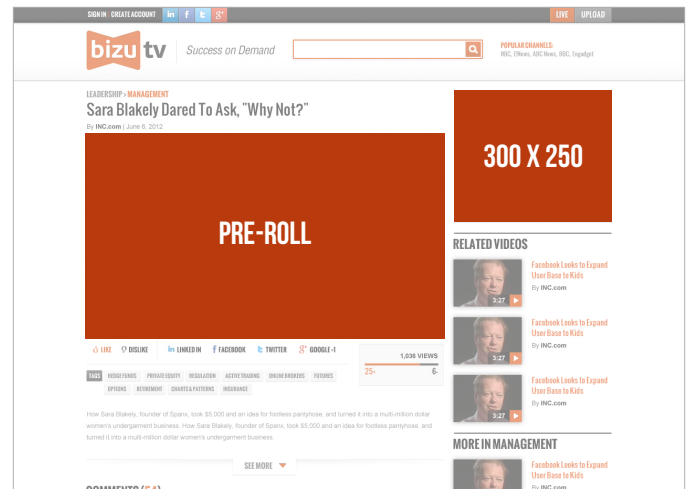 SIGN IN CREATE ACCOUNT in f t g+
LIVE UPLOAD
bizu tv
Success on Demand
POPULAR CHANNELS:
NBC, ENews, ABC News, BBC, Engadget
LEADERSHIP > MANAGEMENT
Sara Blakely Dared To Ask, "Why Not?"
By INC.com | June 6, 2012
PRE-ROLL
300 X 250
LIKE DISLIKE in LINKED IN f FACEBOOK TWITTER g+ GOOGLE +1
1,036 VIEWS
25+ 6-
TAGS HEDGE FUNDS PRIVATE EQUITY REGULATION ACTIVE TRADING ONLINE BROKERS FUTURES
OPTIONS RETIREMENT CHARTS & PATTERNS INSURANCE
How Sara Blakely, founder of Spanx, took $5,000 and an idea for footless pantyhose, and turned it into a multi-million dollar
women's undergarment business. How Sara Blakely, founder of Spanx, took $5,000 and an idea for footless pantyhose, and
turned it into a multi-million dollar women's undergarment business.
SEE MORE
COMMENTS (54)
RELATED VIDEOS
3:27
Facebook Looks to Expand
User Base to Kids
By INC.com
3:27
Facebook Looks to Expand
User Base to Kids
By INC.com
3:27
Facebook Looks to Expand
User Base to Kids
By INC.com
MORE IN MANAGEMENT
Facebook Looks to Expand
User Base to Kids
By INC.com